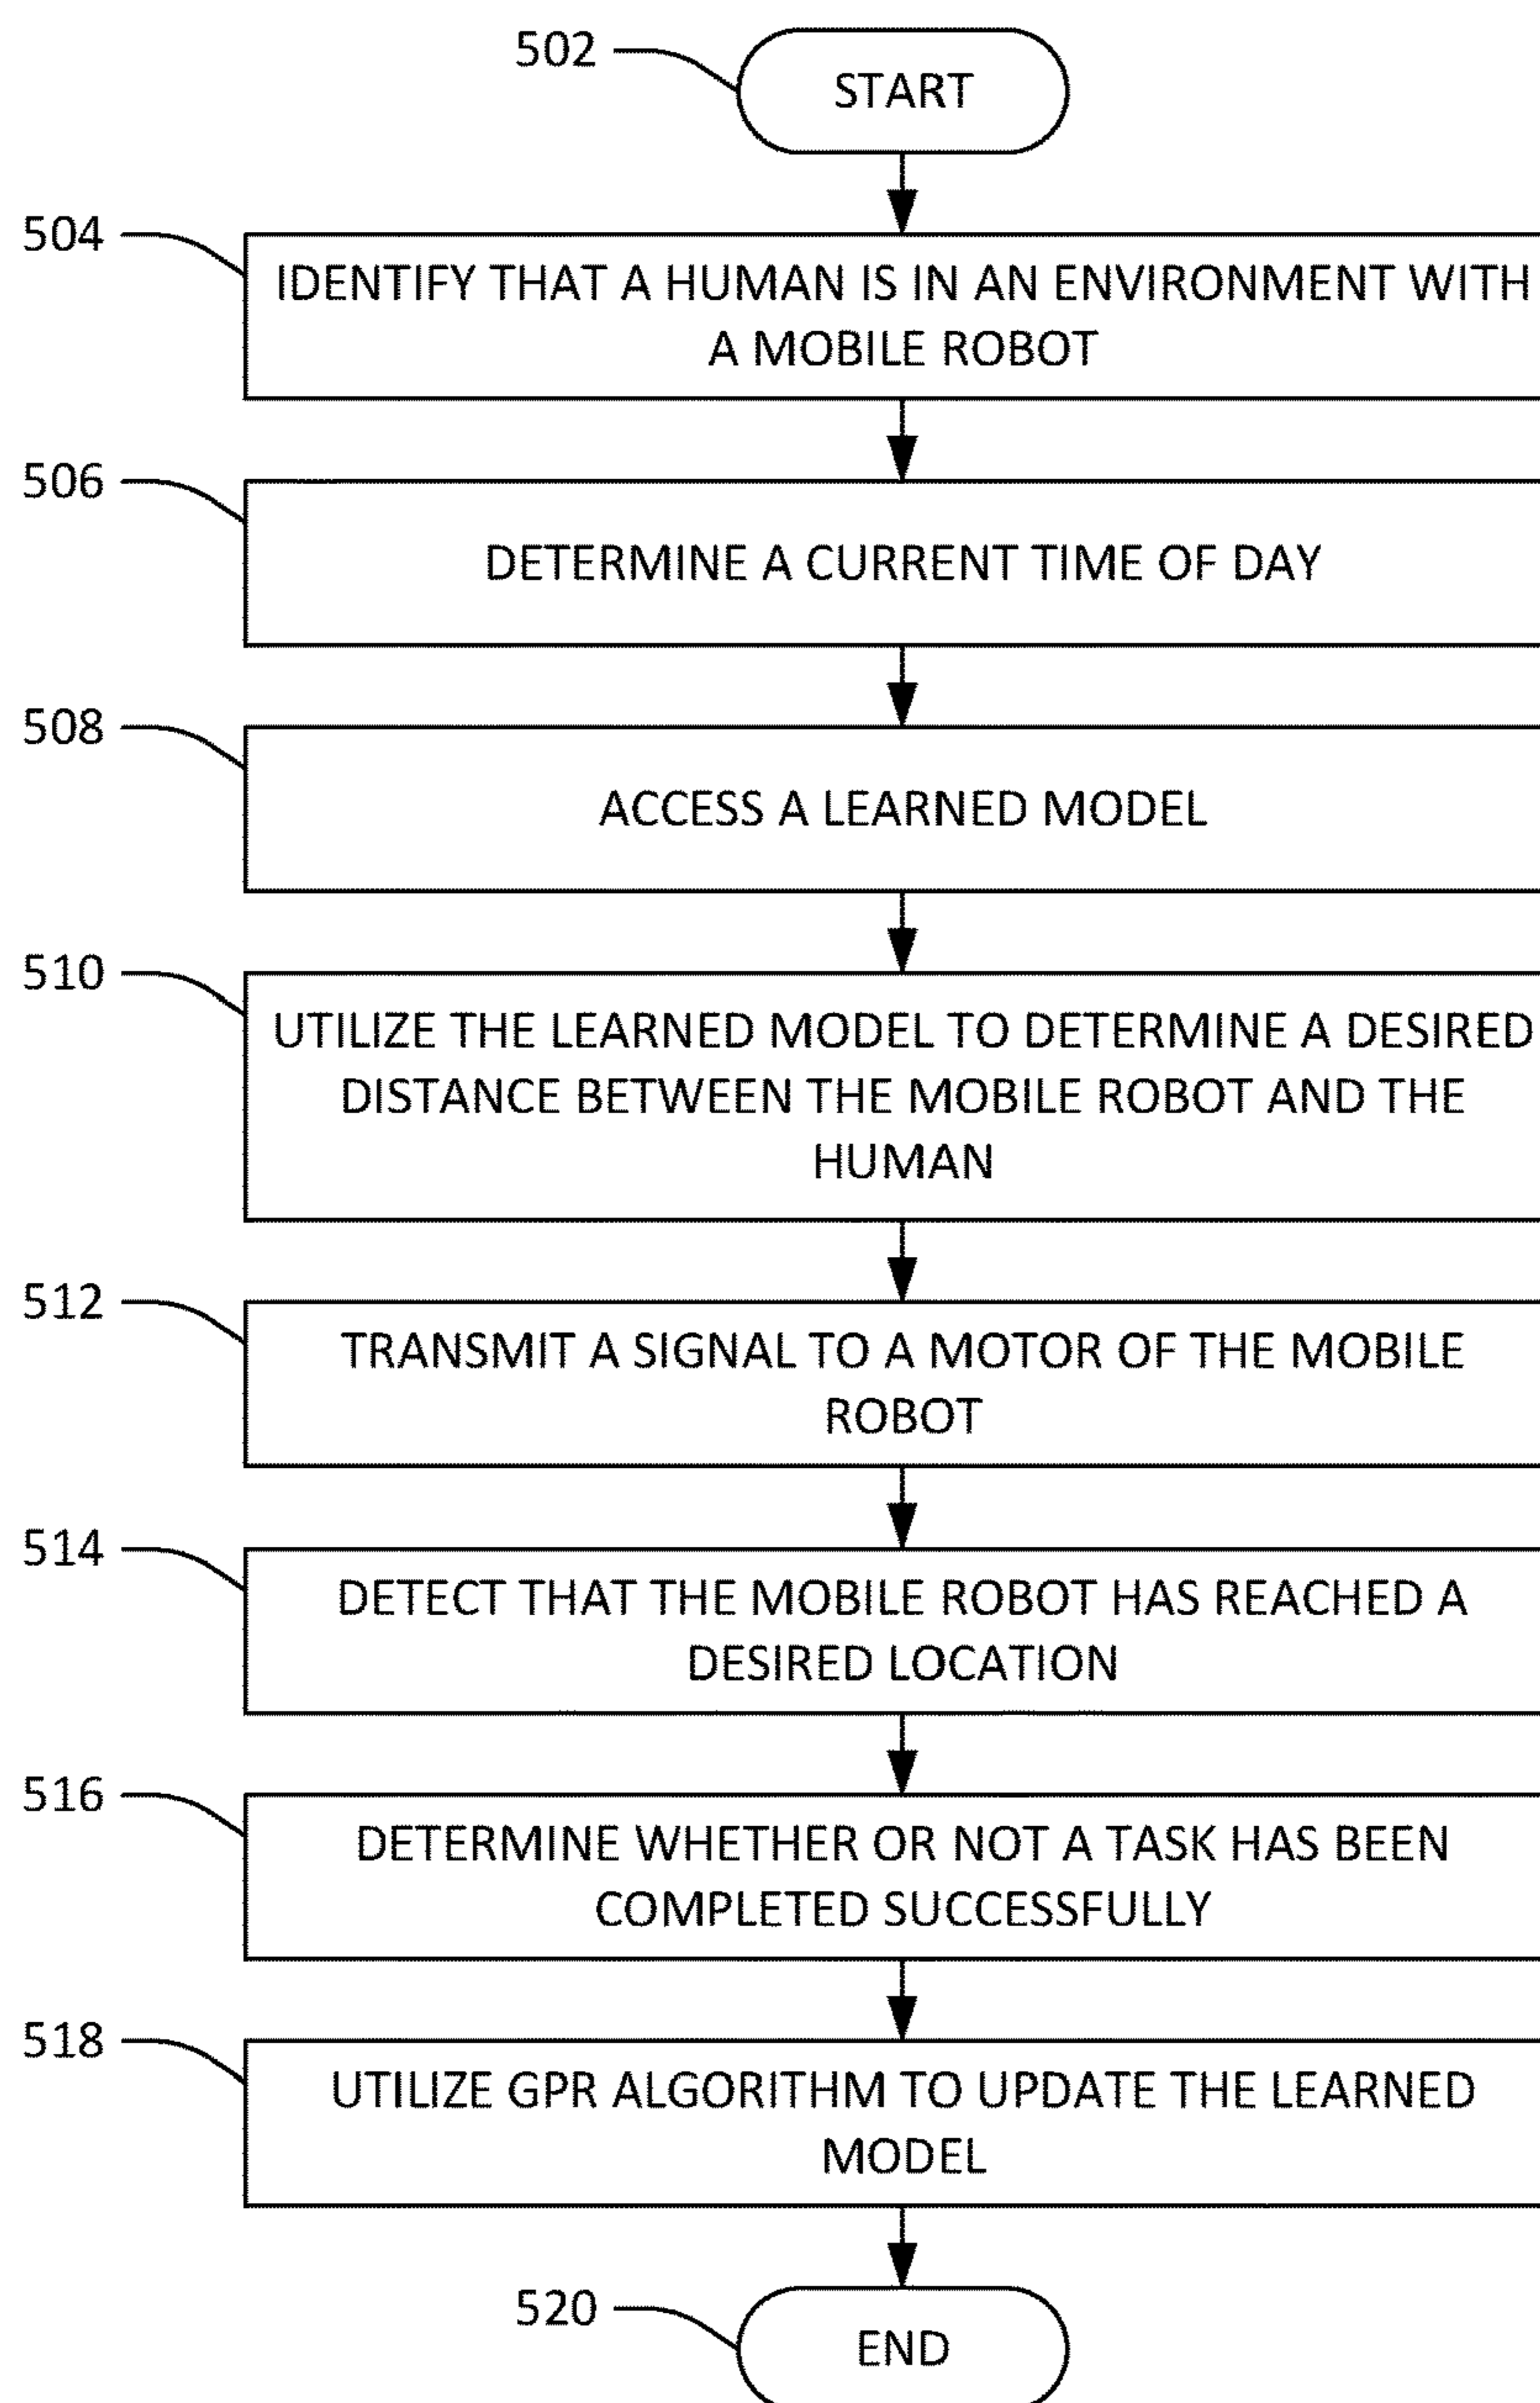 502
START
504
IDENTIFY THAT A HUMAN IS IN AN ENVIRONMENT WITH
A MOBILE ROBOT
506
DETERMINE A CURRENT TIME OF DAY
508
ACCESS A LEARNED MODEL
510
UTILIZE THE LEARNED MODEL TO DETERMINE A DESIRED
DISTANCE BETWEEN THE MOBILE ROBOT AND THE
HUMAN
512
TRANSMIT A SIGNAL TO A MOTOR OF THE MOBILE
ROBOT
514
DETECT THAT THE MOBILE ROBOT HAS REACHED A
DESIRED LOCATION
516
DETERMINE WHETHER OR NOT A TASK HAS BEEN
COMPLETED SUCCESSFULLY
518
UTILIZE GPR ALGORITHM TO UPDATE THE LEARNED
MODEL
520
END